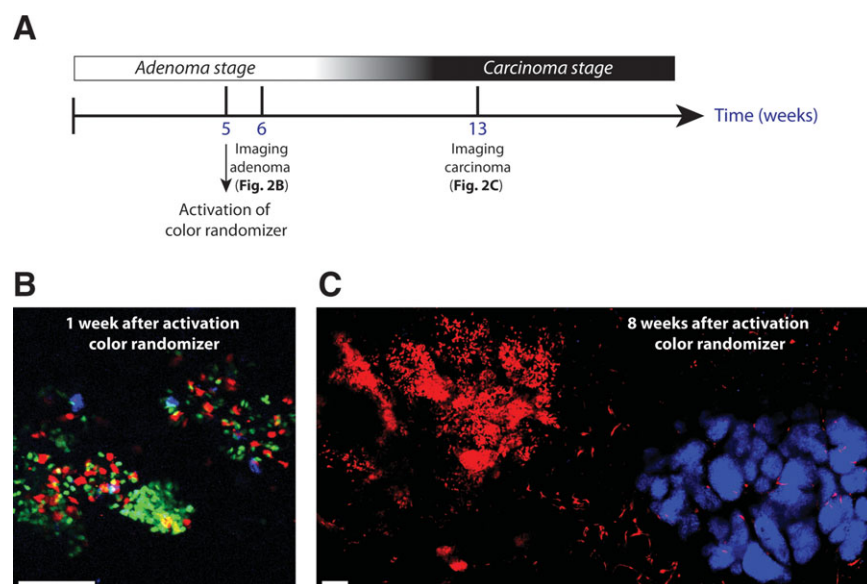 A
Adenoma stage
Carcinoma stage
Time (weeks)
5
6
13
Imaging
adenoma
(Fig. 2B)
Imaging
carcinoma
(Fig. 2C)
Activation of
color randomizer
B
1 week after activation
color randomizer
C
8 weeks after activation
color randomizer